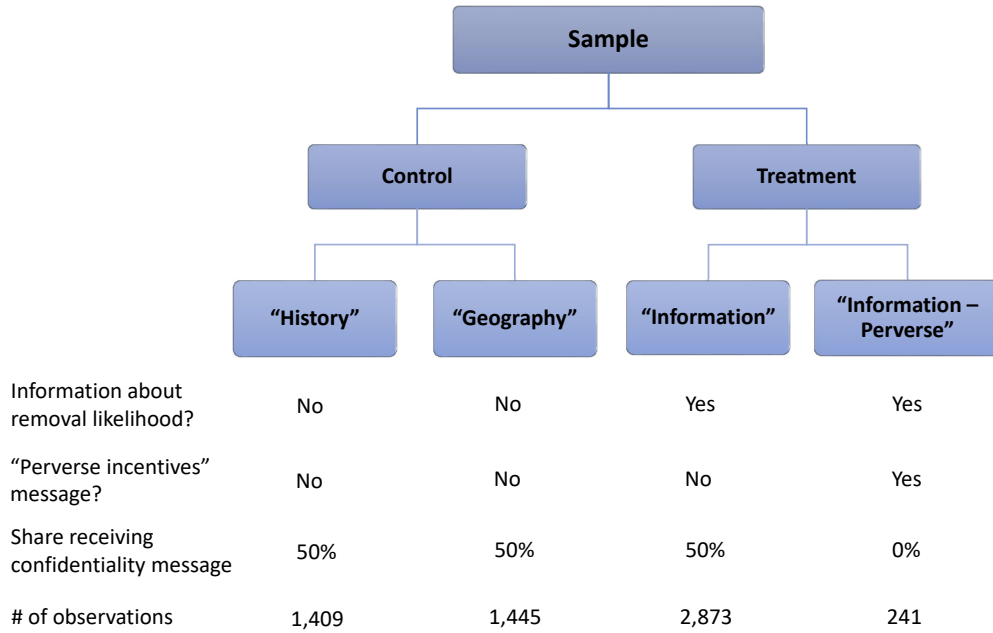 Sample
Control
Treatment
“History”
“Geography”
“Information”
“Information –
Perverse”
Information about
removal likelihood?
No
No
Yes
Yes
“Perverse incentives”
message?
No
No
No
Yes
Share receiving
confidentiality message
50%
50%
50%
0%
# of observations
1,409
1,445
2,873
241